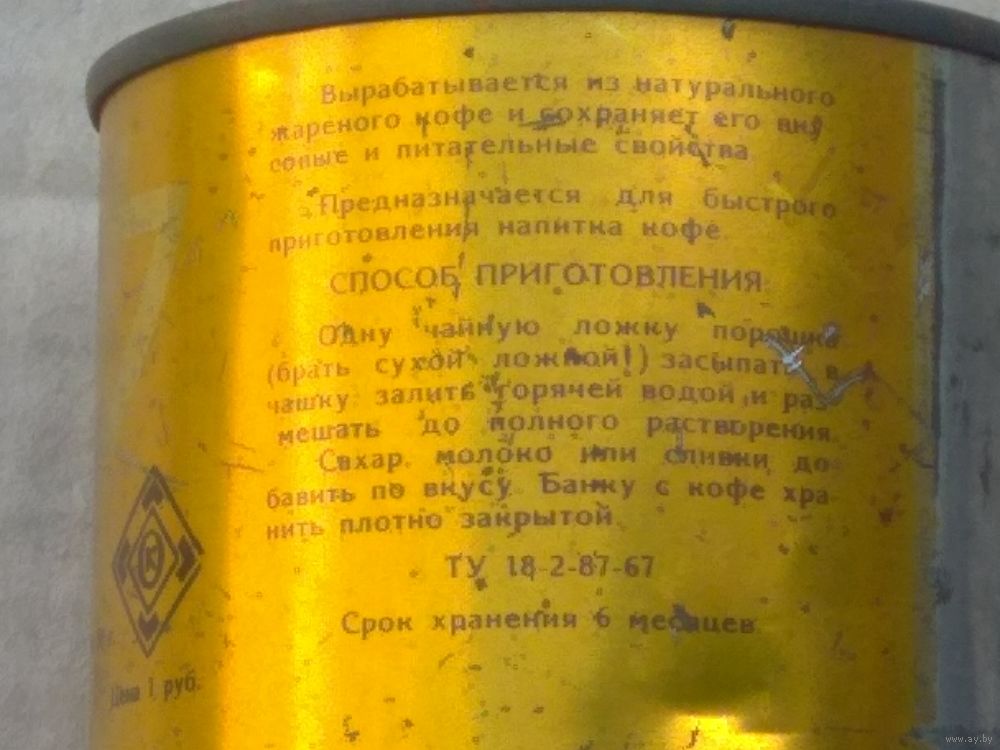 Вырабатывается из натурального
жареного кофе и сохраняет его вку
совые и питательные свойства
Предназначается для быстрого
приготовления напитка кофе.
СПОСОБ ПРИГОТОВЛЕНИЯ:
Одну чайную ложку порошка
(брать сухой ложкой!) засыпать в
чашку залить горячей водой и раз-
мешать до полного растворения.
Сахар, молоко или сливки до-
бавить по вкусу. Банку с кофе хра-
нить плотно закрытой
ТУ 18-2-87-67
Срок хранения 6 месяцев
К
Цена 1 руб.
www.ay.by